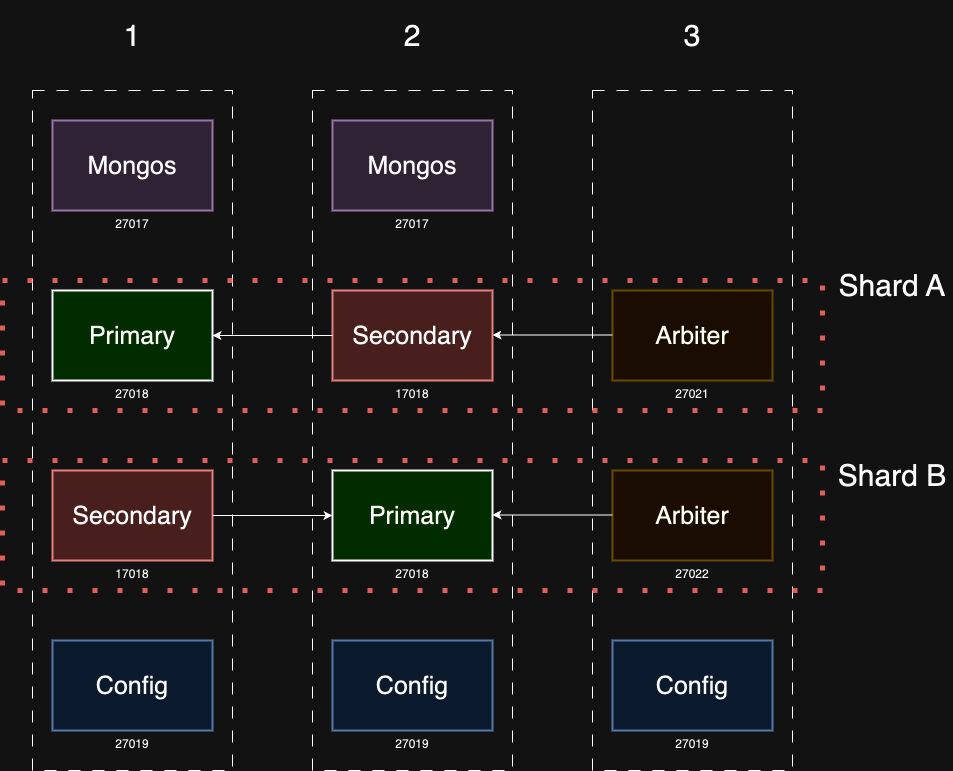 1
2
3
Mongos
27017
Mongos
27017
Shard A
Primary
27018
Secondary
17018
Arbiter
27021
Shard B
Secondary
17018
Primary
27018
Arbiter
27022
Config
27019
Config
27019
Config
27019